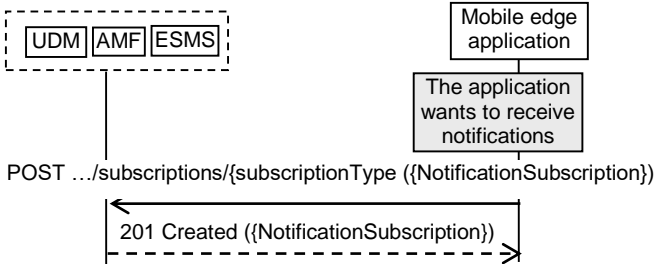 UDM AMF ESMS
Mobile edge
application
The application
wants to receive
notifications
POST …/subscriptions/{subscriptionType ({NotificationSubscription})
201 Created ({NotificationSubscription})